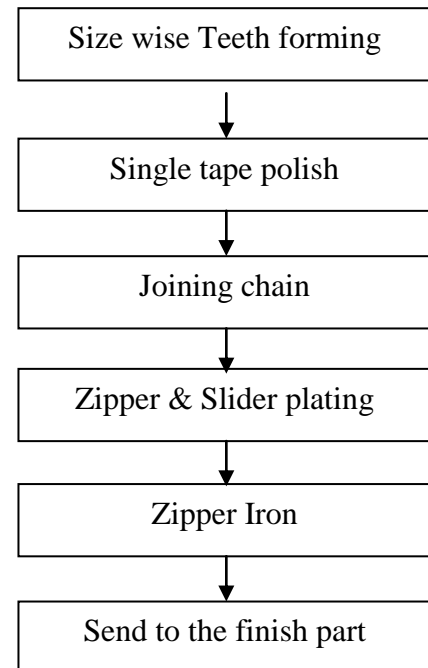 Size wise Teeth forming
Single tape polish
Joining chain
Zipper & Slider plating
Zipper Iron
Send to the finish part